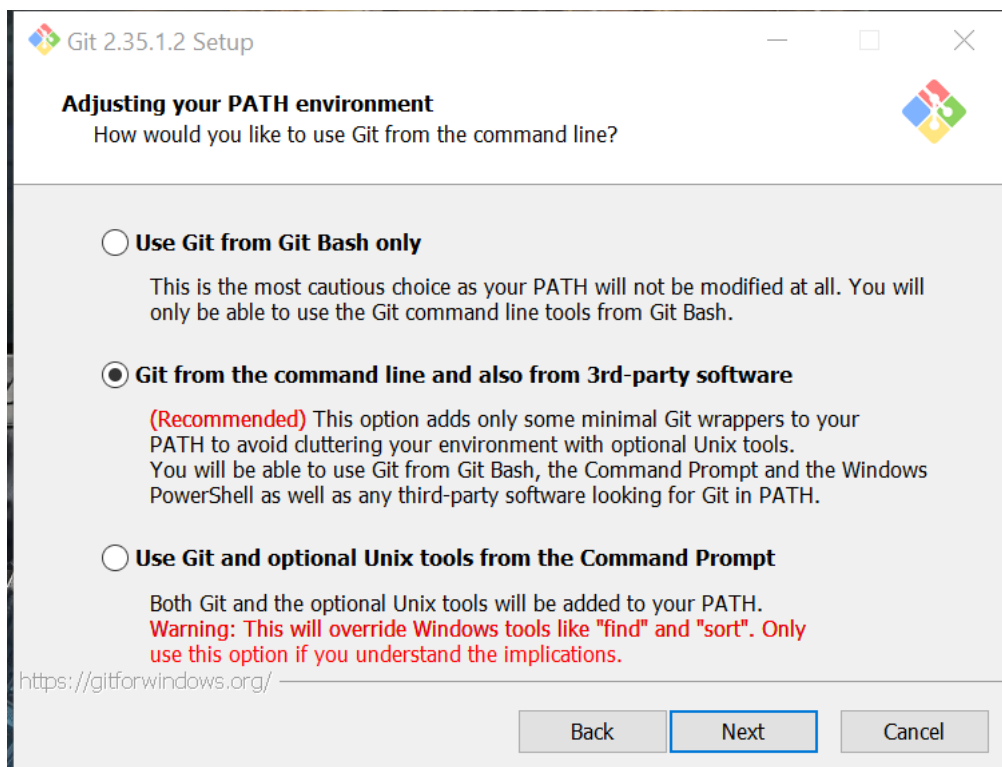 Git 2.35.1.2 Setup
Adjusting your PATH environment
How would you like to use Git from the command line?
Use Git from Git Bash only
This is the most cautious choice as your PATH will not be modified at all. You will
only be able to use the Git command line tools from Git Bash.
Git from the command line and also from 3rd-party software
(Recommended) This option adds only some minimal Git wrappers to your
PATH to avoid cluttering your environment with optional Unix tools.
You will be able to use Git from Git Bash, the Command Prompt and the Windows
PowerShell as well as any third-party software looking for Git in PATH.
Use Git and optional Unix tools from the Command Prompt
Both Git and the optional Unix tools will be added to your PATH.
Warning: This will override Windows tools like "find" and "sort". Only
use this option if you understand the implications.
https://gitforwindows.org/
Back Next Cancel